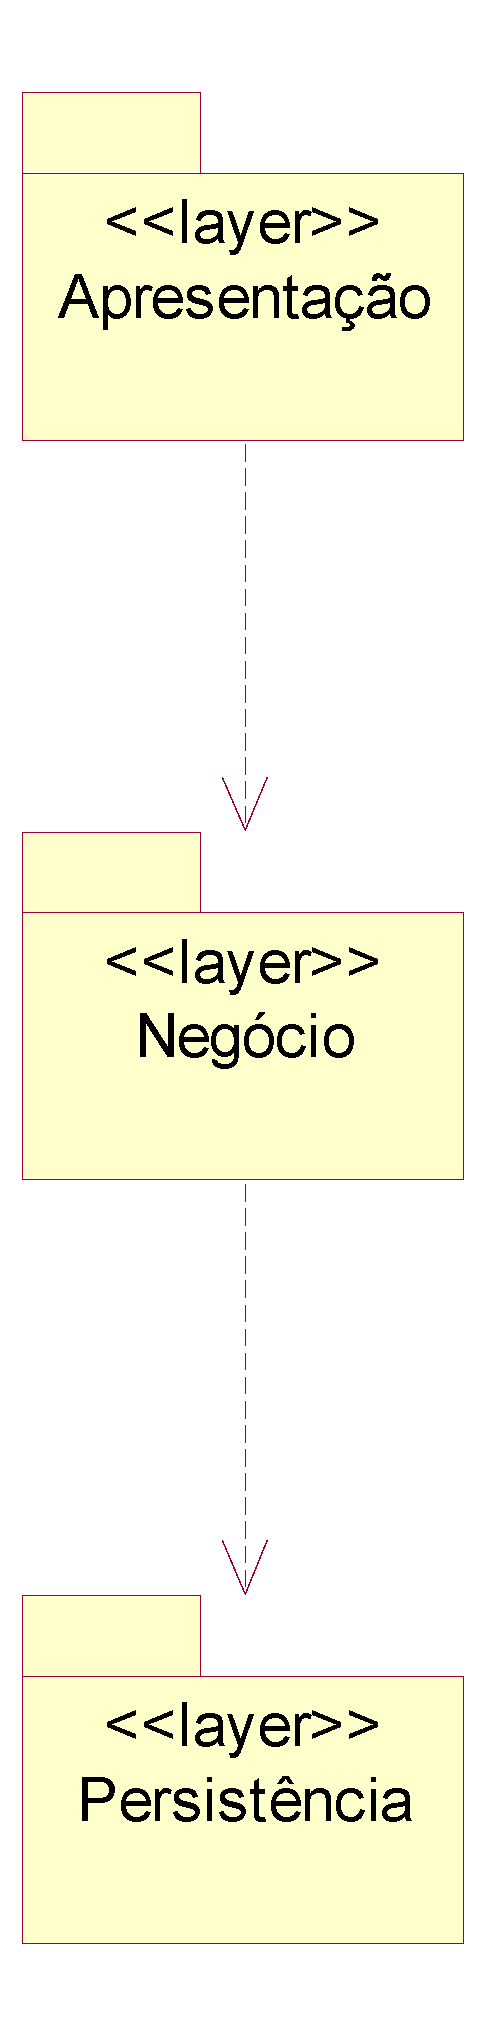 <<layer>>
Apresentação
<<layer>>
Negócio
<<layer>>
Persistência